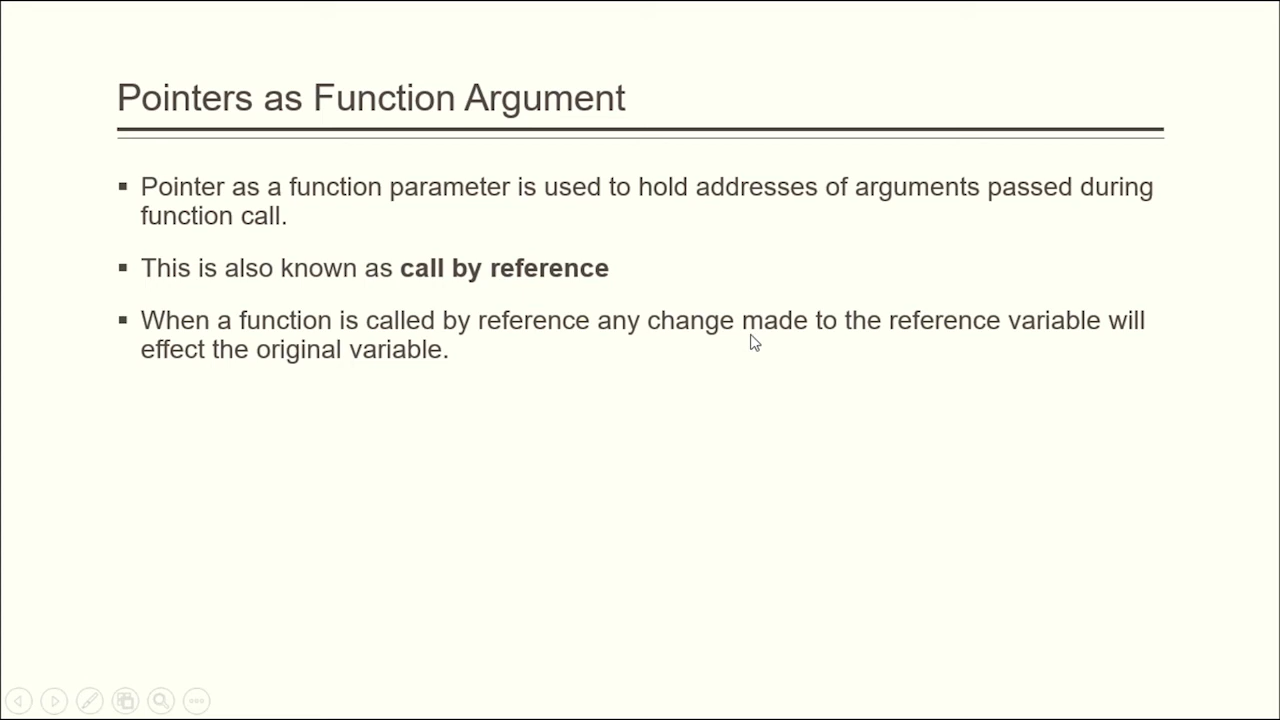 Pointers as Function Argument
▪ Pointer as a function parameter is used to hold addresses of arguments passed during
function call.
▪ This is also known as call by reference
▪ When a function is called by reference any change made to the reference variable will
effect the original variable.